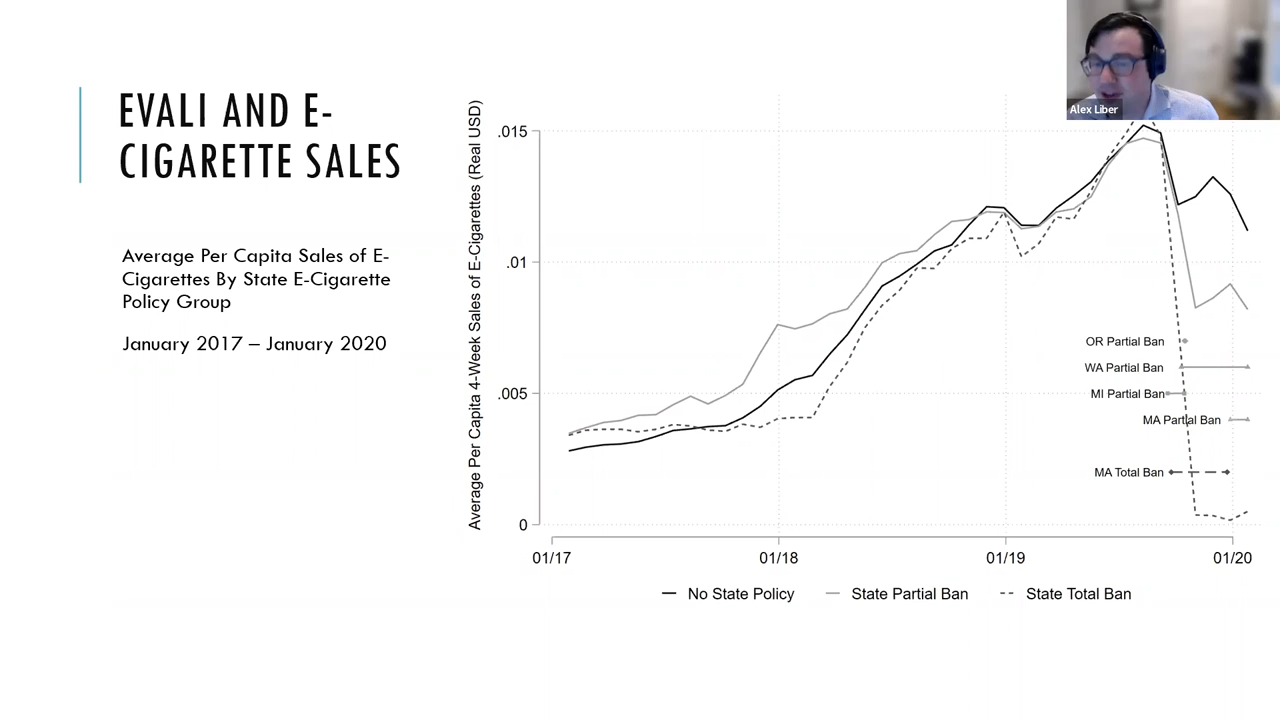 EVALI AND E-
CIGARETTE SALES
Average Per Capita Sales of E-
Cigarettes By State E-Cigarette
Policy Group
January 2017 – January 2020
Average Per Capita 4-Week Sales of E-Cigarettes (Real USD)
.015
.01
.005
0
01/17
01/18
01/19
01/20
OR Partial Ban
WA Partial Ban
MI Partial Ban
MA Partial Ban
MA Total Ban
No State Policy
State Partial Ban
State Total Ban
Alex Liber